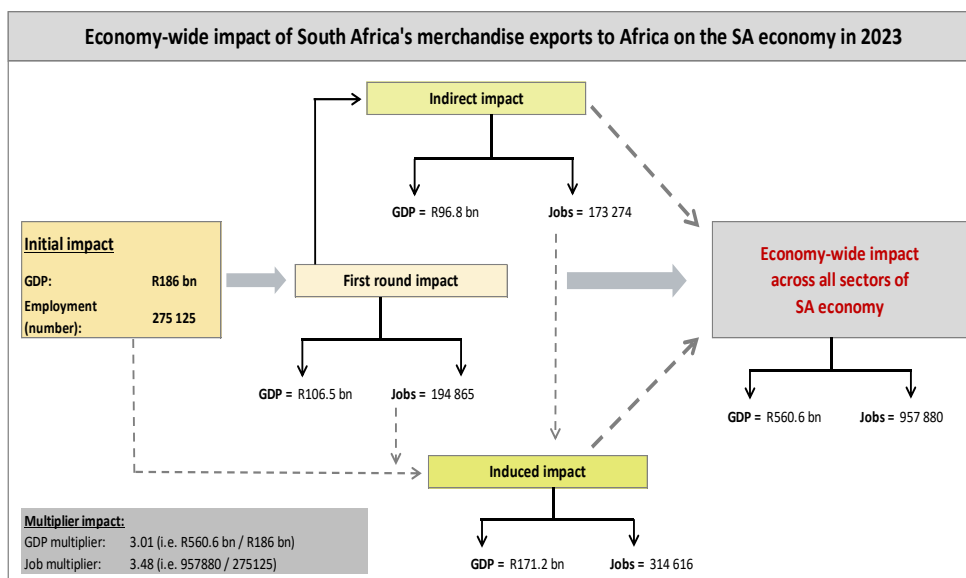 Economy-wide impact of South Africa's merchandise exports to Africa on the SA economy in 2023
Indirect impact
GDP = R96.8 bn
Jobs = 173 274
Initial impact
GDP: R186 bn
Employment
(number): 275 125
First round impact
Economy-wide impact
across all sectors of
SA economy
GDP = R106.5 bn
Jobs = 194 865
GDP = R560.6 bn
Jobs = 957 880
Induced impact
GDP = R171.2 bn
Jobs = 314 616
Multiplier impact:
GDP multiplier: 3.01 (i.e. R560.6 bn / R186 bn)
Job multiplier: 3.48 (i.e. 957880 / 275125)